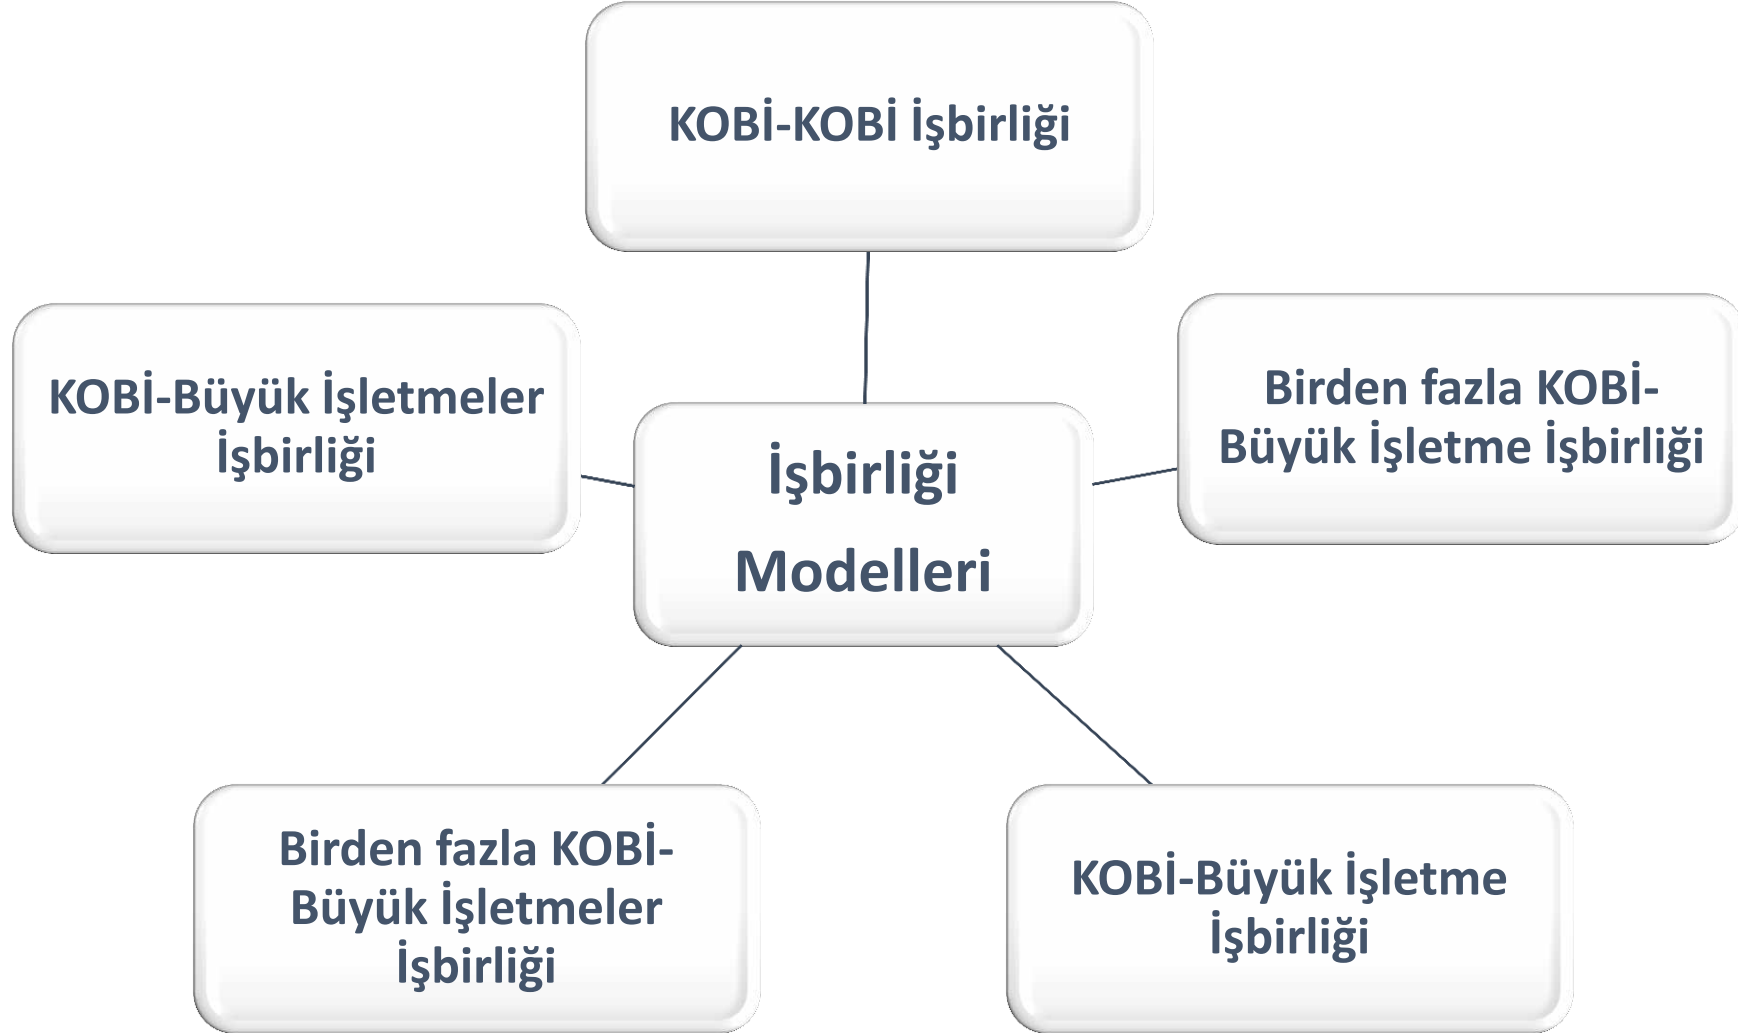 KOBİ-KOBİ İşbirliği
KOBİ-Büyük İşletmeler
İşbirliği
Birden fazla KOBİ-
Büyük İşletme İşbirliği
İşbirliği
Modelleri
Birden fazla KOBİ-
Büyük İşletmeler
İşbirliği
KOBİ-Büyük İşletme
İşbirliği